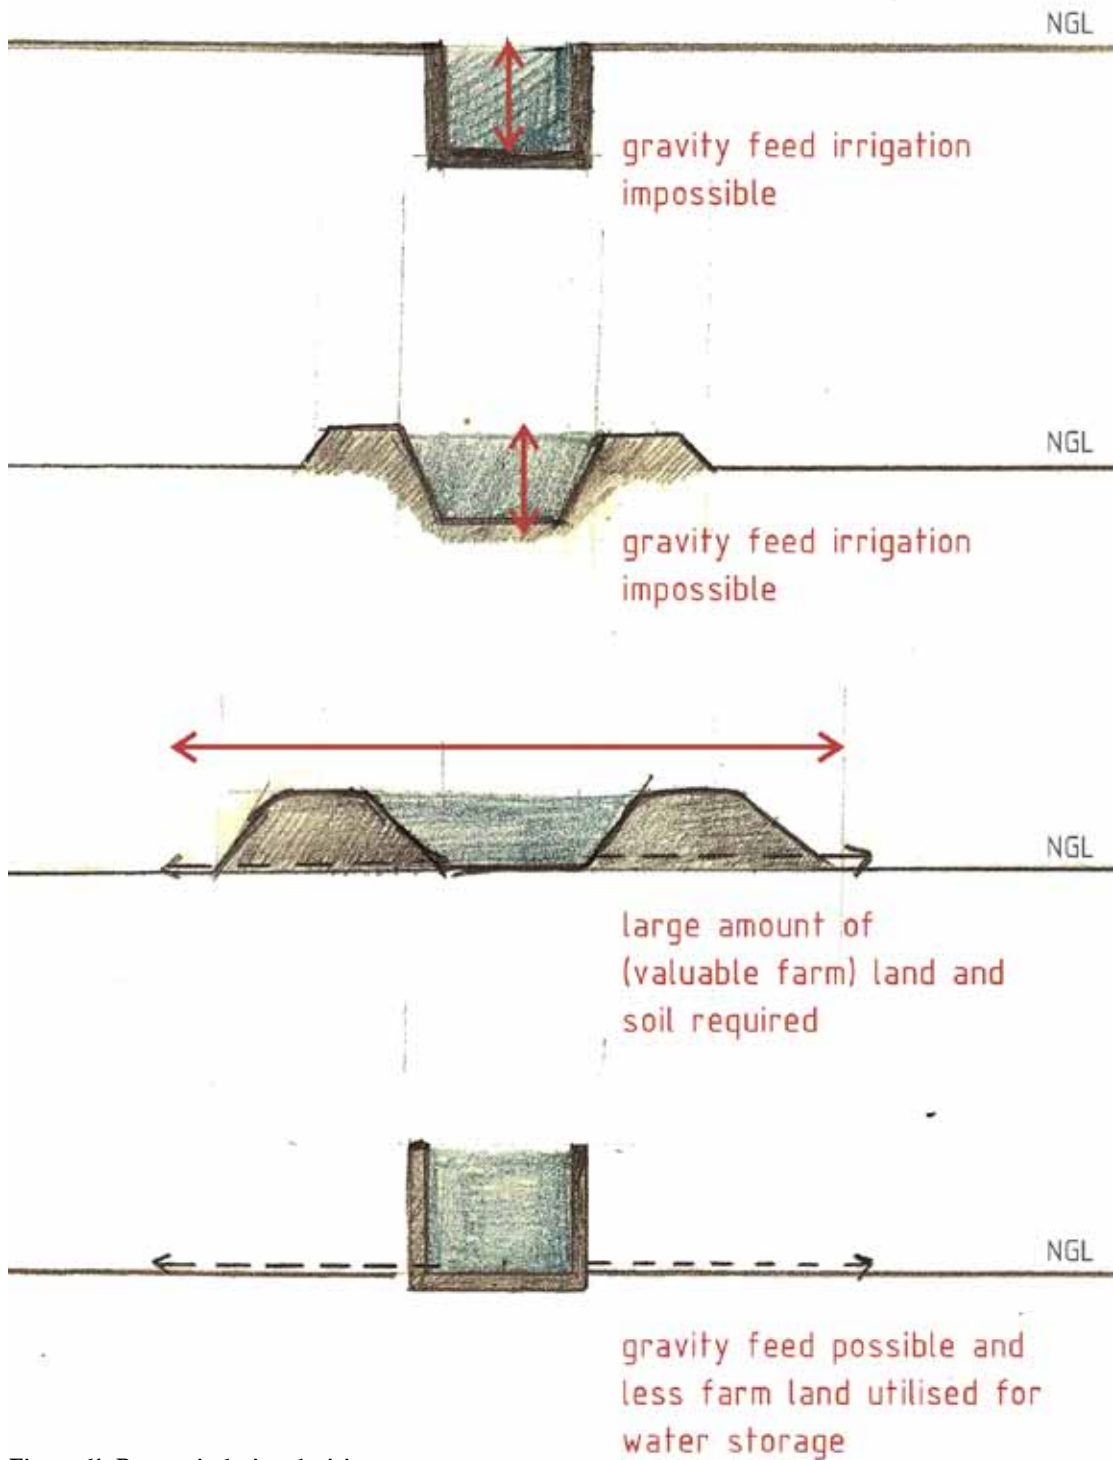 NGL
gravity feed irrigation
impossible
NGL
gravity feed irrigation
impossible
NGL
large amount of
(valuable farm) land and
soil required
NGL
gravity feed possible and
less farm land utilised for
water storage